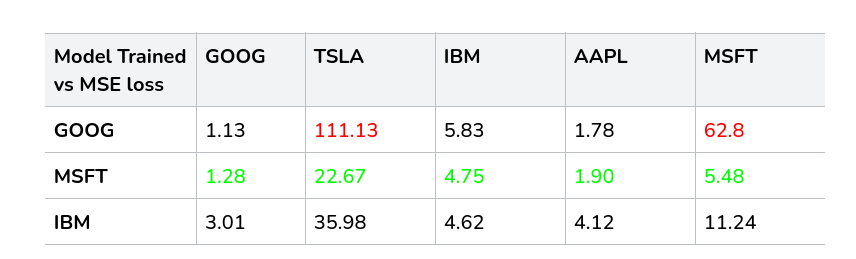 Model Trained vs MSE loss GOOG TSLA IBM AAPL MSFT
GOOG 1.13 111.13 5.83 1.78 62.8
MSFT 1.28 22.67 4.75 1.90 5.48
IBM 3.01 35.98 4.62 4.12 11.24